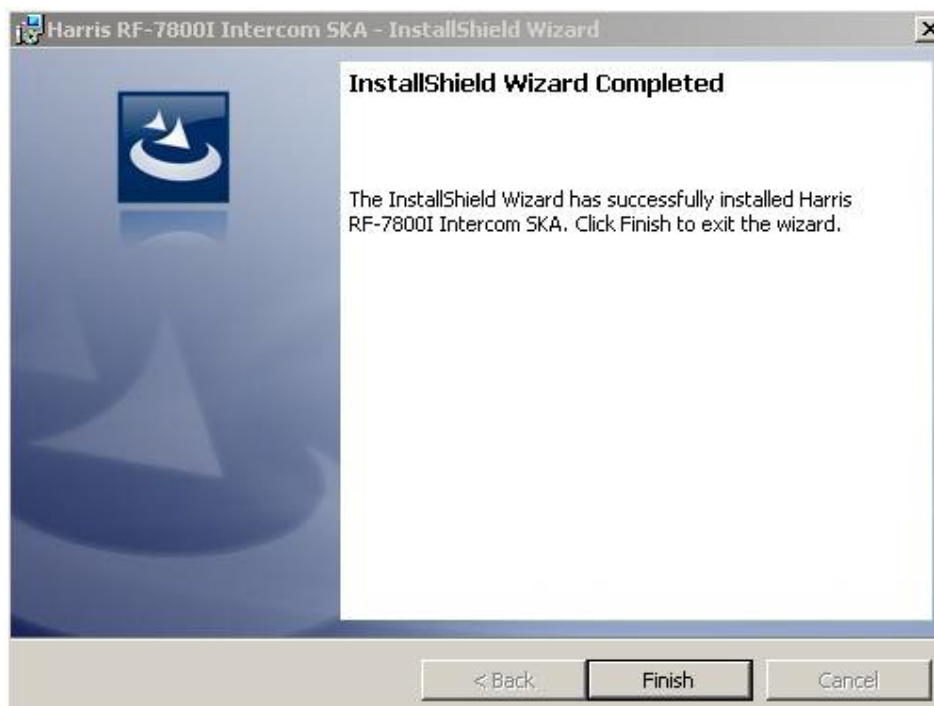 Harris RF-7800I Intercom SKA - InstallShield Wizard
InstallShield Wizard Completed
The InstallShield Wizard has successfully installed Harris
RF-7800I Intercom SKA. Click Finish to exit the wizard.
< Back
Finish
Cancel